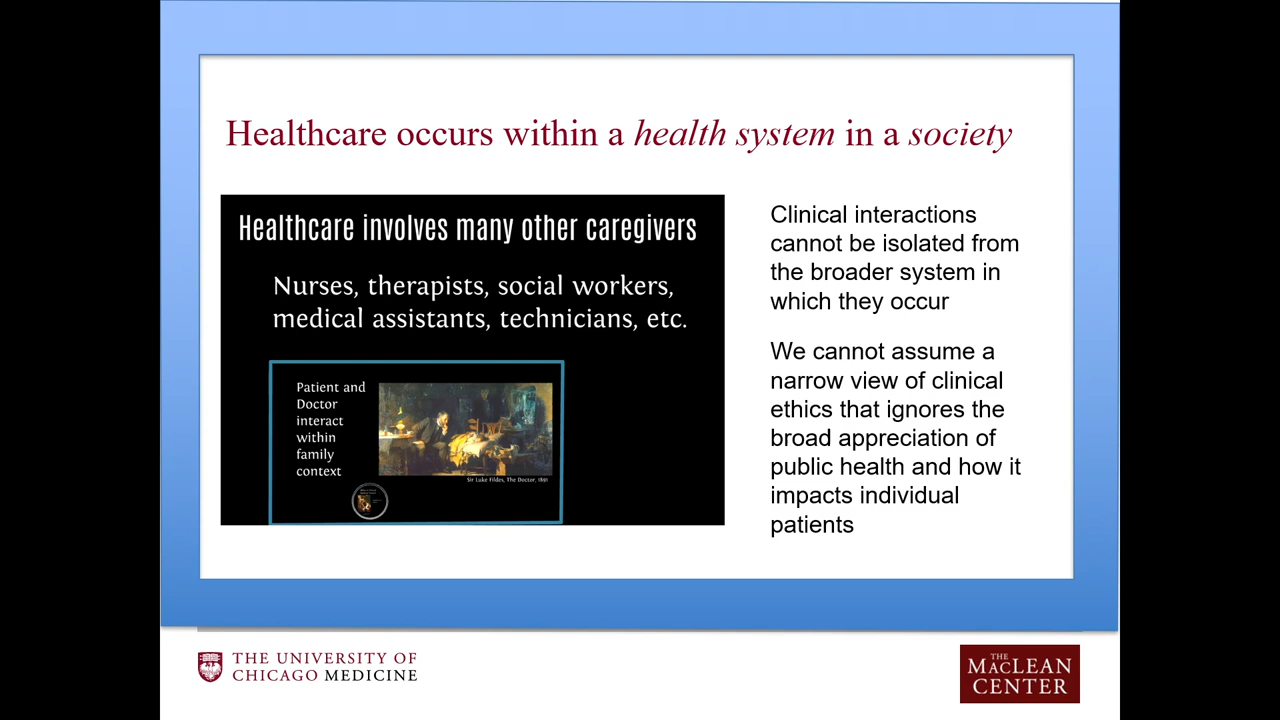 Healthcare occurs within a health system in a society
Healthcare involves many other caregivers
Nurses, therapists, social workers,
medical assistants, technicians, etc.
Patient and
Doctor
interact
within
family
context
Sir Luke Fildes, The Doctor, 1891
Clinical interactions
cannot be isolated from
the broader system in
which they occur
We cannot assume a
narrow view of clinical
ethics that ignores the
broad appreciation of
public health and how it
impacts individual
patients
THE UNIVERSITY OF
CHICAGO MEDICINE
THE
MACLEAN
CENTER